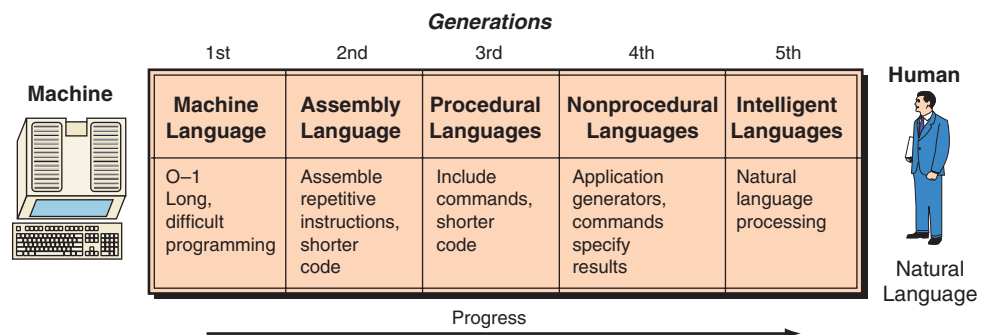 Generations
1st 2nd 3rd 4th 5th
Machine
Human
Machine
Language
Assembly
Language
Procedural
Languages
Nonprocedural
Languages
Intelligent
Languages
O–1
Long,
difficult
programming
Assemble
repetitive
instructions,
shorter
code
Include
commands,
shorter
code
Application
generators,
commands
specify
results
Natural
language
processing
Natural
Language
Progress